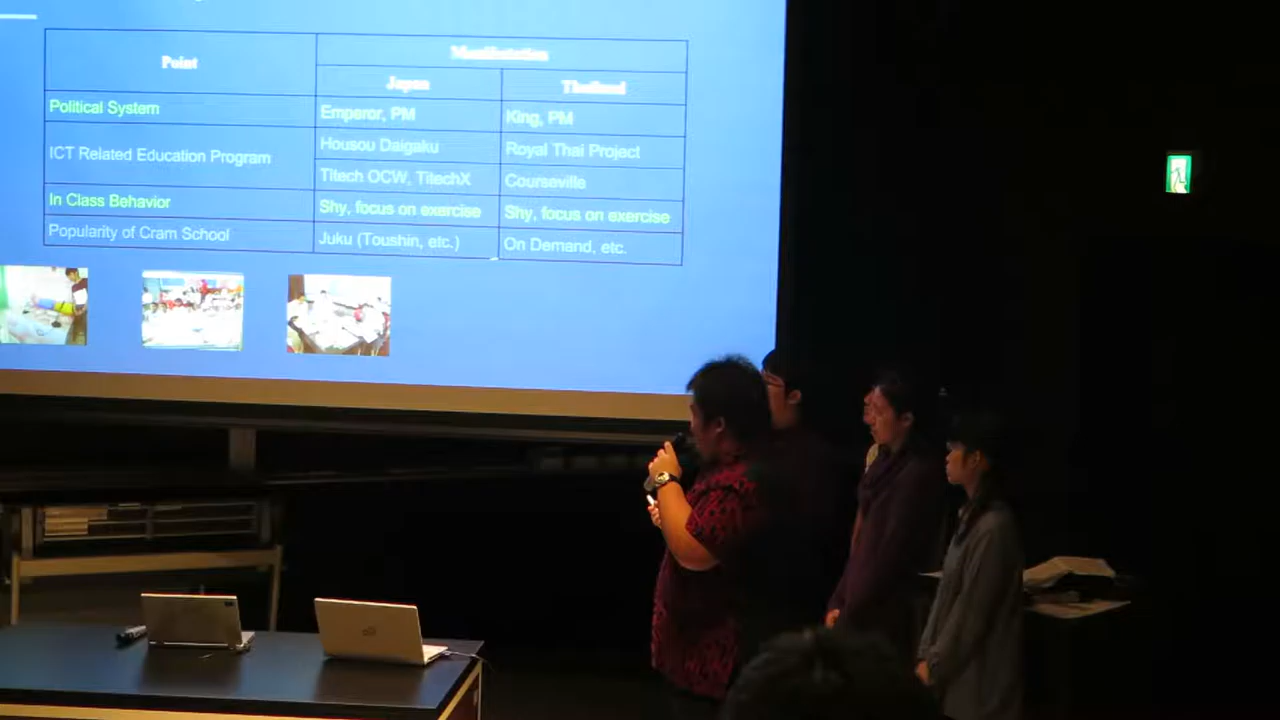 Point
Manifestation
Japan
Thailand
Political System
Emperor, PM
King, PM
ICT Related Education Program
Housou Daigaku
Royal Thai Project
Titech OCW, TitechX
Courseville
In Class Behavior
Shy, focus on exercise
Shy, focus on exercise
Popularity of Cram School
Juku (Toushin, etc.)
On Demand, etc.